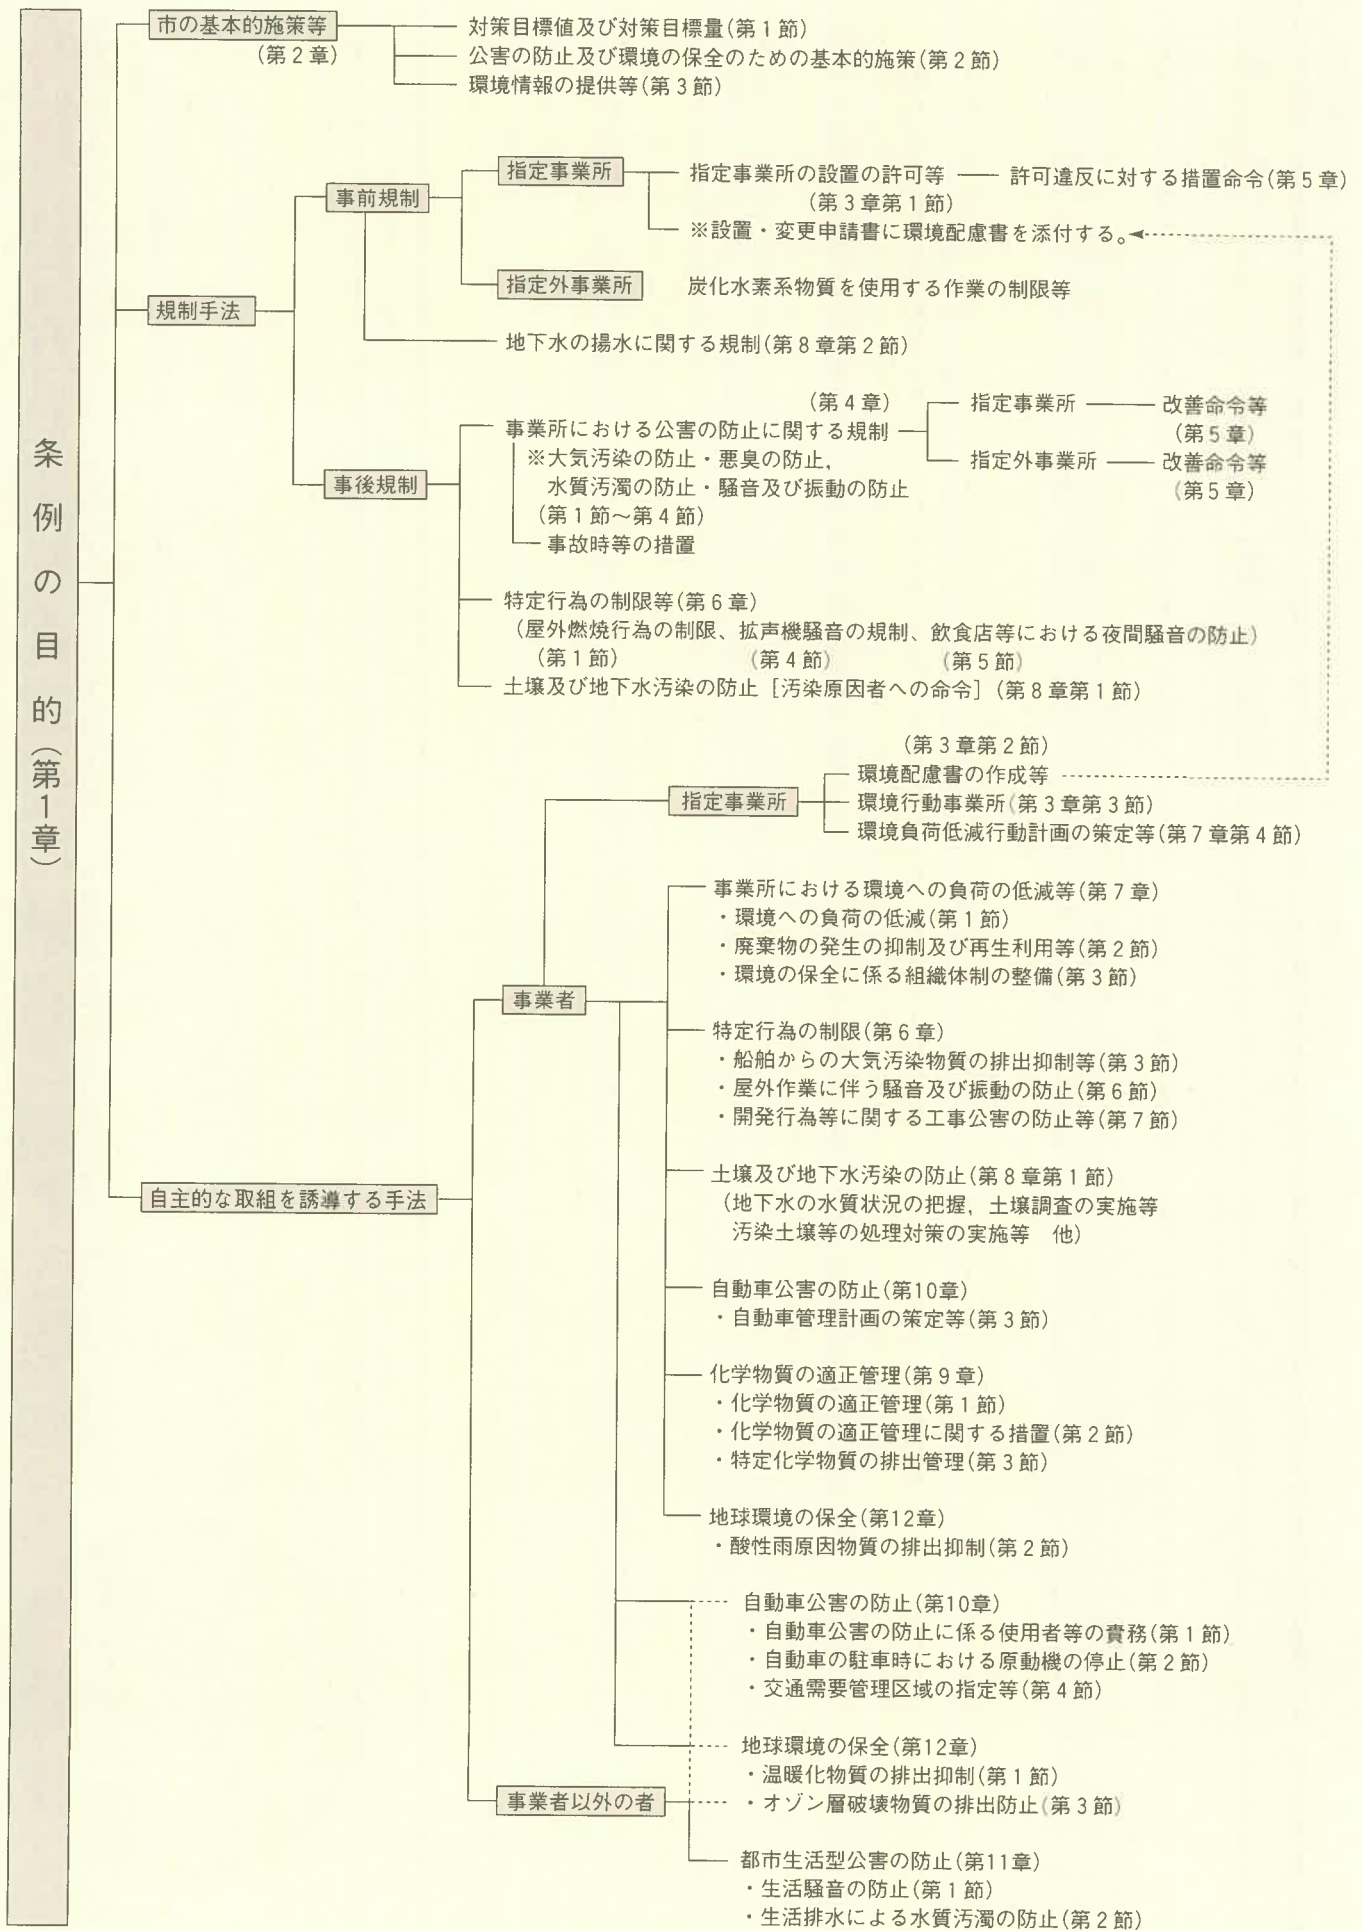 条例の目的(第1章)
市の基本的施策等
(第2章)
対策目標値及び対策目標量(第1節)
公害の防止及び環境の保全のための基本的施策(第2節)
環境情報の提供等(第3節)
規制手法
事前規制
指定事業所
指定事業所の設置の許可等
(第3章第1節)
許可違反に対する措置命令(第5章)
※設置・変更申請書に環境配慮書を添付する。
指定外事業所
炭化水素系物質を使用する作業の制限等
地下水の揚水に関する規制(第8章第2節)
事後規制
(第4章)
事業所における公害の防止に関する規制
※大気汚染の防止・悪臭の防止,
水質汚濁の防止・騒音及び振動の防止
(第1節〜第4節)
事故時等の措置
指定事業所
改善命令等
(第5章)
指定外事業所
改善命令等
(第5章)
特定行為の制限等(第6章)
(屋外燃焼行為の制限、拡声機騒音の規制、飲食店等における夜間騒音の防止)
(第1節)
(第4節)
(第5節)
土壌及び地下水汚染の防止[汚染原因者への命令](第8章第1節)
自主的な取組を誘導する手法
事業者
指定事業所
(第3章第2節)
環境配慮書の作成等
環境行動事業所(第3章第3節)
環境負荷低減行動計画の策定等(第7章第4節)
事業所における環境への負荷の低減等(第7章)
・環境への負荷の低減(第1節)
・廃棄物の発生の抑制及び再生利用等(第2節)
・環境の保全に係る組織体制の整備(第3節)
特定行為の制限(第6章)
・船舶からの大気汚染物質の排出抑制等(第3節)
・屋外作業に伴う騒音及び振動の防止(第6節)
・開発行為等に関する工事公害の防止等(第7節)
土壌及び地下水汚染の防止(第8章第1節)
(地下水の水質状況の把握,土壌調査の実施等
汚染土壌等の処理対策の実施等 他)
自動車公害の防止(第10章)
・自動車管理計画の策定等(第3節)
化学物質の適正管理(第9章)
・化学物質の適正管理(第1節)
・化学物質の適正管理に関する措置(第2節)
・特定化学物質の排出管理(第3節)
地球環境の保全(第12章)
・酸性雨原因物質の排出抑制(第2節)
自動車公害の防止(第10章)
・自動車公害の防止に係る使用者等の責務(第1節)
・自動車の駐車時における原動機の停止(第2節)
・交通需要管理区域の指定等(第4節)
地球環境の保全(第12章)
・温暖化物質の排出抑制(第1節)
・オゾン層破壊物質の排出防止(第3節)
事業者以外の者
都市生活型公害の防止(第11章)
・生活騒音の防止(第1節)
・生活排水による水質汚濁の防止(第2節)